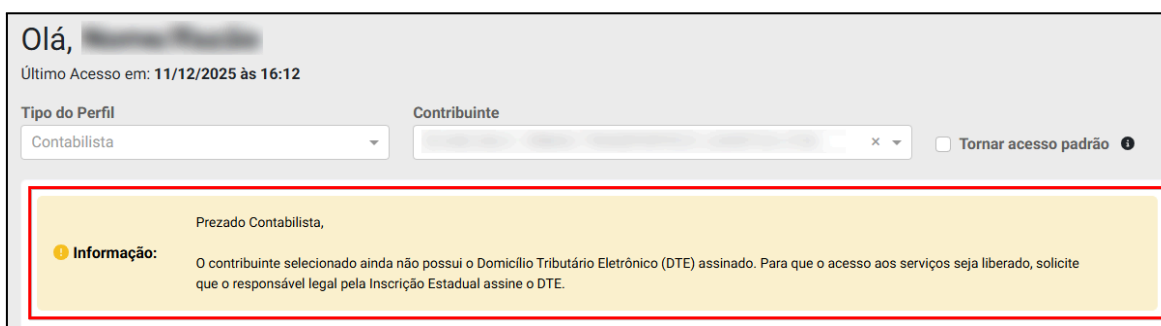 Olá,
Último Acesso em: 11/12/2025 às 16:12
Tipo do Perfil
Contribuinte
Contabilista
Tornar acesso padrão
Prezado Contabilista,
Informação:
O contribuinte selecionado ainda não possui o Domicílio Tributário Eletrônico (DTE) assinado. Para que o acesso aos serviços seja liberado, solicite
que o responsável legal pela Inscrição Estadual assine o DTE.